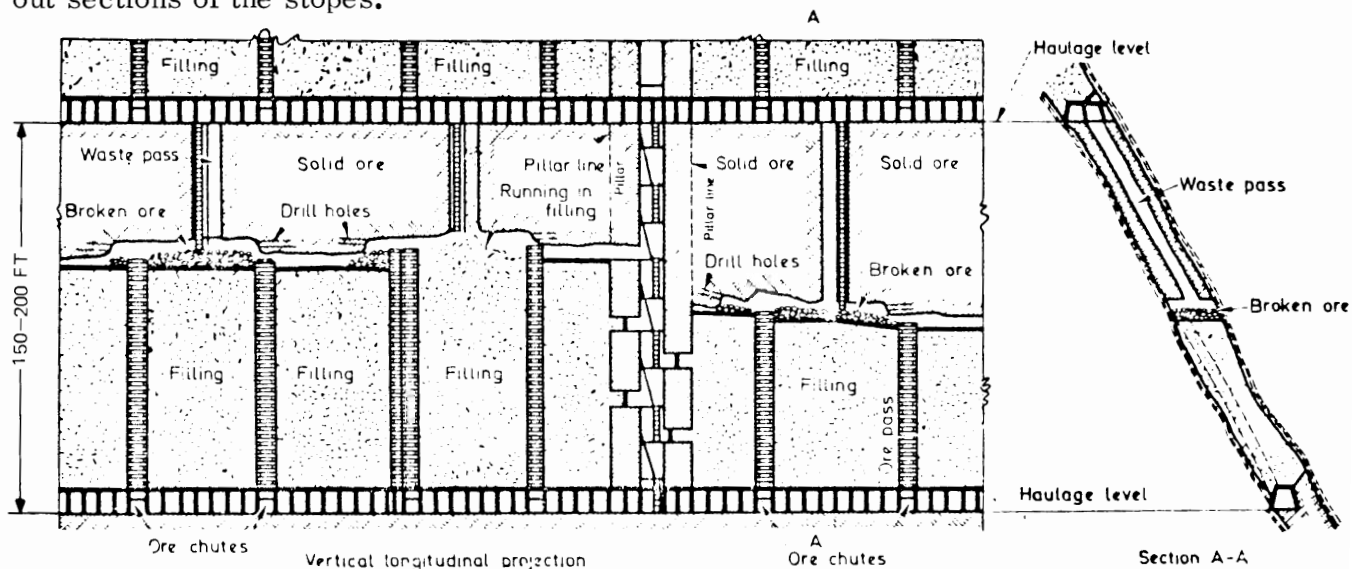 out sections of the stopes.
A
Haulage level
Filling
Filling
Filling
Waste pass
Solid ore
Pillar line
Pillar
Solid ore
Solid ore
Running in
filling
Pillar line
Waste pass
Broken ore
Drill holes
Drill holes
Broken ore
Broken ore
150–200 FT
Filling
Filling
Filling
Filling
Ore pass
Haulage level
Ore chutes
Vertical longitudinal projection
A
Ore chutes
Section A-A